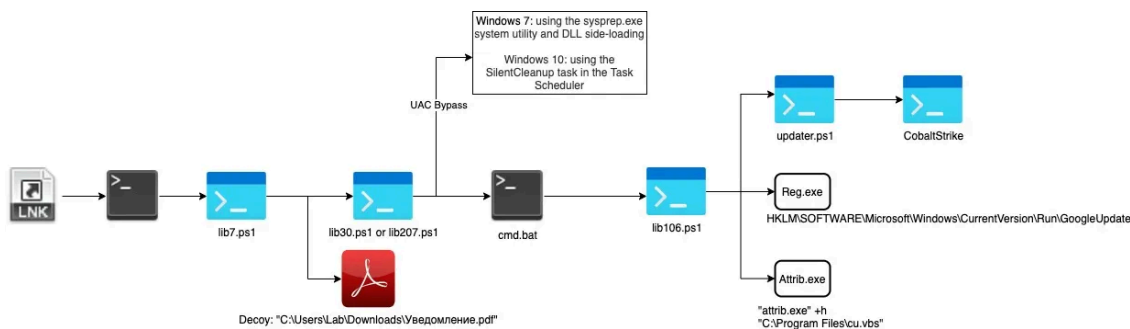 Windows 7: using the sysprep.exe
system utility and DLL side-loading
Windows 10: using the
SilentCleanup task in the Task
Scheduler
UAC Bypass
updater.ps1
CobaltStrike
LNK
lib7.ps1
lib30.ps1 or lib207.ps1
cmd.bat
lib106.ps1
Reg.exe
HKLM\SOFTWARE\Microsoft\Windows\CurrentVersion\Run\GoogleUpdate
Decoy: "C:\Users\Lab\Downloads\Уведомление.pdf"
Attrib.exe
"attrib.exe" +h
"C:\Program Files\cu.vbs"